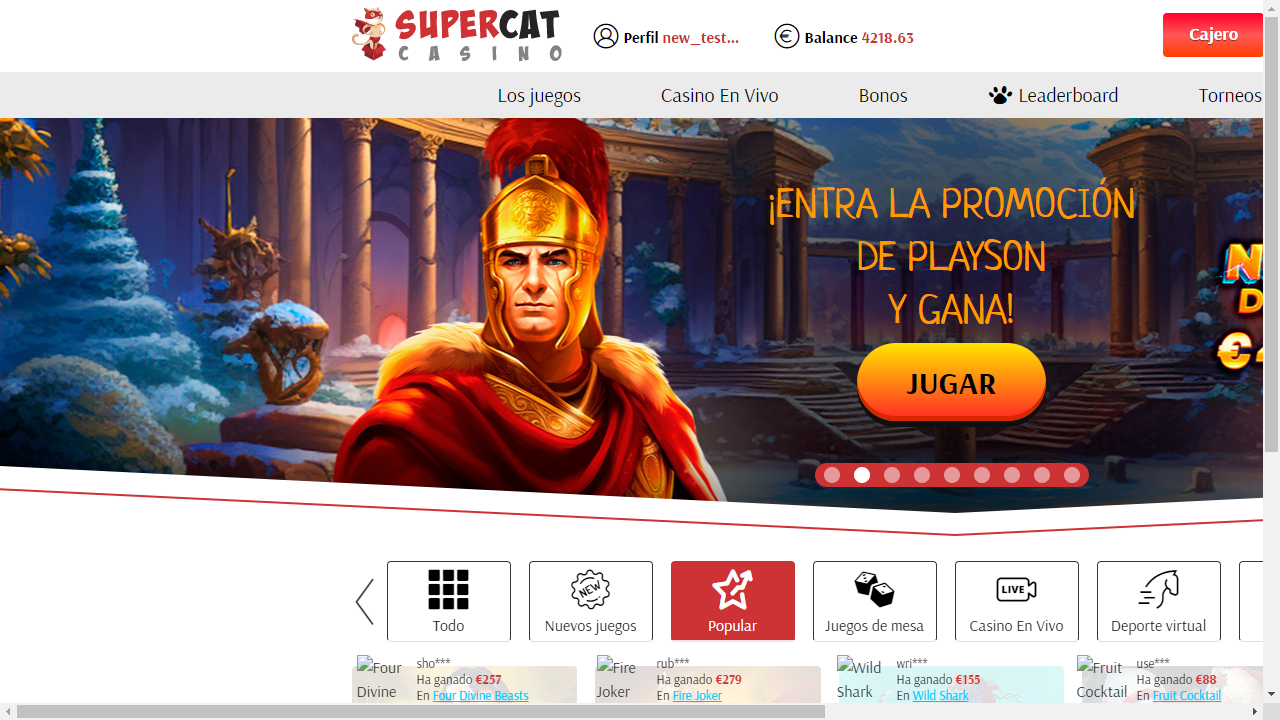 SUPERCAT
CASINO
Perfil new_test...
Balance 4218.63
Cajero
Los juegos
Casino En Vivo
Bonos
Leaderboard
Torneos
¡ENTRA LA PROMOCIÓN
DE PLAYSON
Y GANA!
JUGAR
Todo
NEW
Nuevos juegos
Popular
Juegos de mesa
LIVE
Casino En Vivo
Deporte virtual
Four
Divine
sho***
Ha ganado €257
En Four Divine Beasts
Fire
Joker
rub***
Ha ganado €279
En Fire Joker
Wild
Shark
wri***
Ha ganado €155
En Wild Shark
Fruit
Cocktail
use***
Ha ganado €88
En Fruit Cocktail